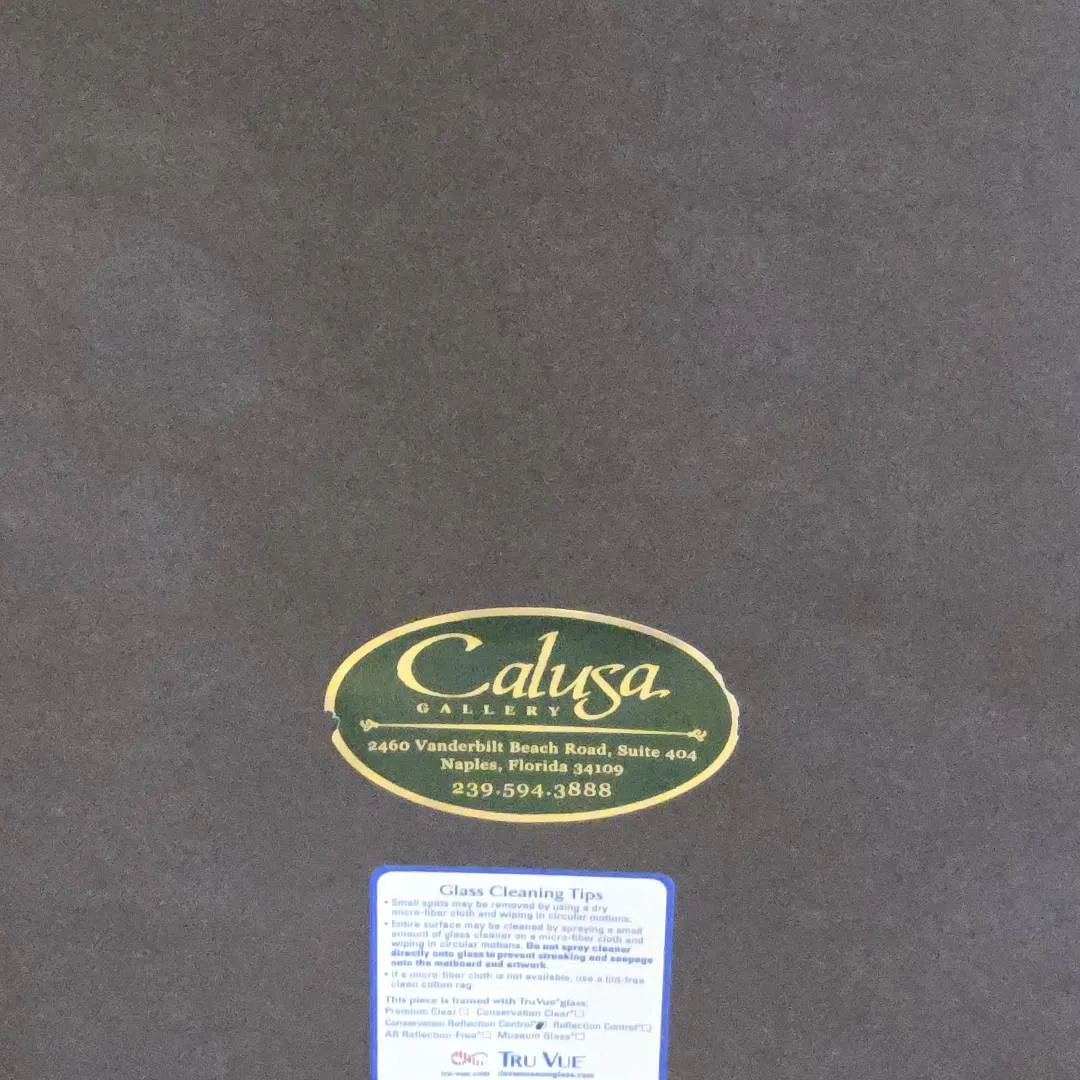 Calusa
GALLERY
2460 Vanderbilt Beach Road, Suite 404
Naples, Florida 34109
239.594.3888
Glass Cleaning Tips
• Small spots may be removed by using a dry
micro-fiber cloth and wiping in circular motions.
• Entire surface may be cleaned by spraying a small
amount of glass cleaner on a micro-fiber cloth and
wiping in circular motions. Do not spray cleaner
directly onto glass to prevent streaking and seepage
onto the matboard and artwork.
• If a micro-fiber cloth is not available, use a lint-free
clean cotton rag.
This piece is framed with Tru Vue® glass:
Premium Clear Conservation Clear®
Conservation Reflection Control® Reflection Control®
AR Reflection-Free® Museum Glass®
TRU VUE
tru-vue.com